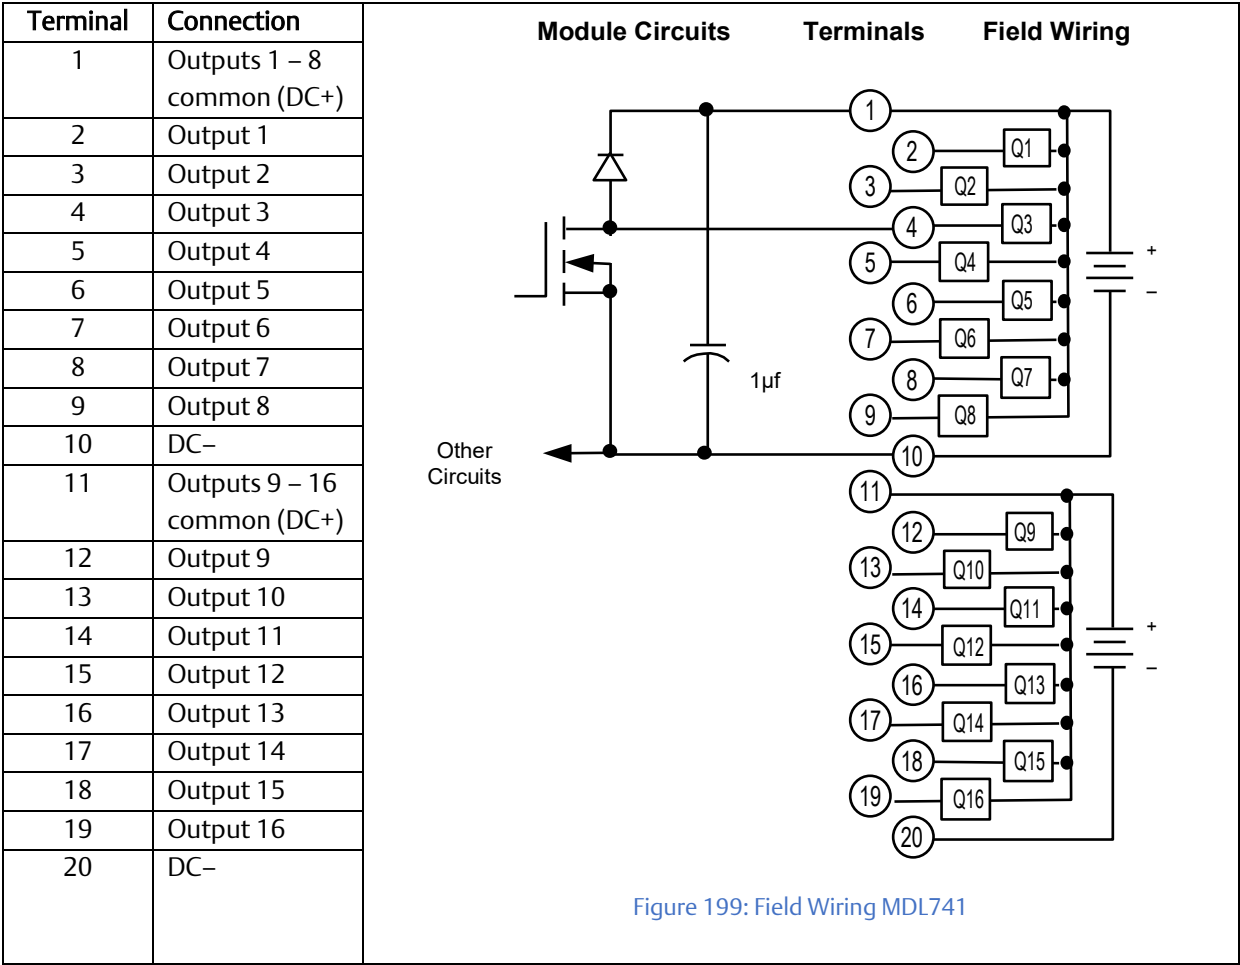 Terminal Connection
1 Outputs 1 – 8
common (DC+)
2 Output 1
3 Output 2
4 Output 3
5 Output 4
6 Output 5
7 Output 6
8 Output 7
9 Output 8
10 DC–
11 Outputs 9 – 16
common (DC+)
12 Output 9
13 Output 10
14 Output 11
15 Output 12
16 Output 13
17 Output 14
18 Output 15
19 Output 16
20 DC–
Module Circuits Terminals Field Wiring
1
2 Q1
3 Q2
4 Q3
5 Q4
+
6 Q5
–
7 Q6
8 Q7
1µf
9 Q8
Other
Circuits
10
11
12 Q9
13 Q10
14 Q11
+
15 Q12
–
16 Q13
17 Q14
18 Q15
19 Q16
20
Figure 199: Field Wiring MDL741